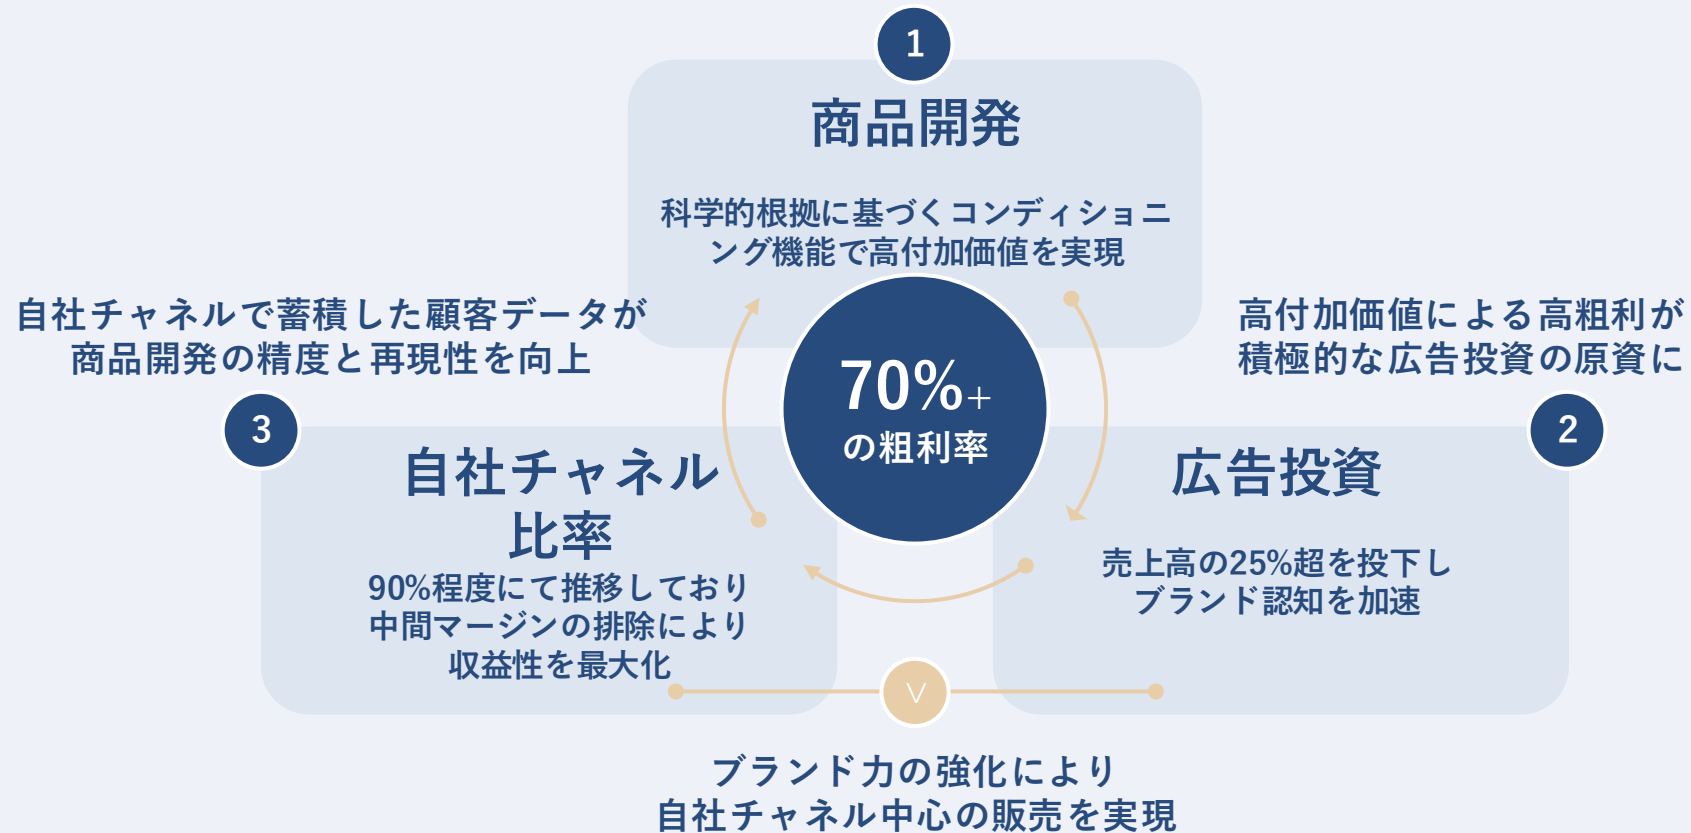 1
商品開発
科学的根拠に基づくコンディショニ
ング機能で高付加価値を実現
自社チャネルで蓄積した顧客データが
商品開発の精度と再現性を向上
高付加価値による高粗利が
積極的な広告投資の原資に
70%+
の粗利率
3
自社チャネル
比率
90%程度にて推移しており
中間マージンの排除により
収益性を最大化
2
広告投資
売上高の25%超を投下し
ブランド認知を加速
ブランド力の強化により
自社チャネル中心の販売を実現